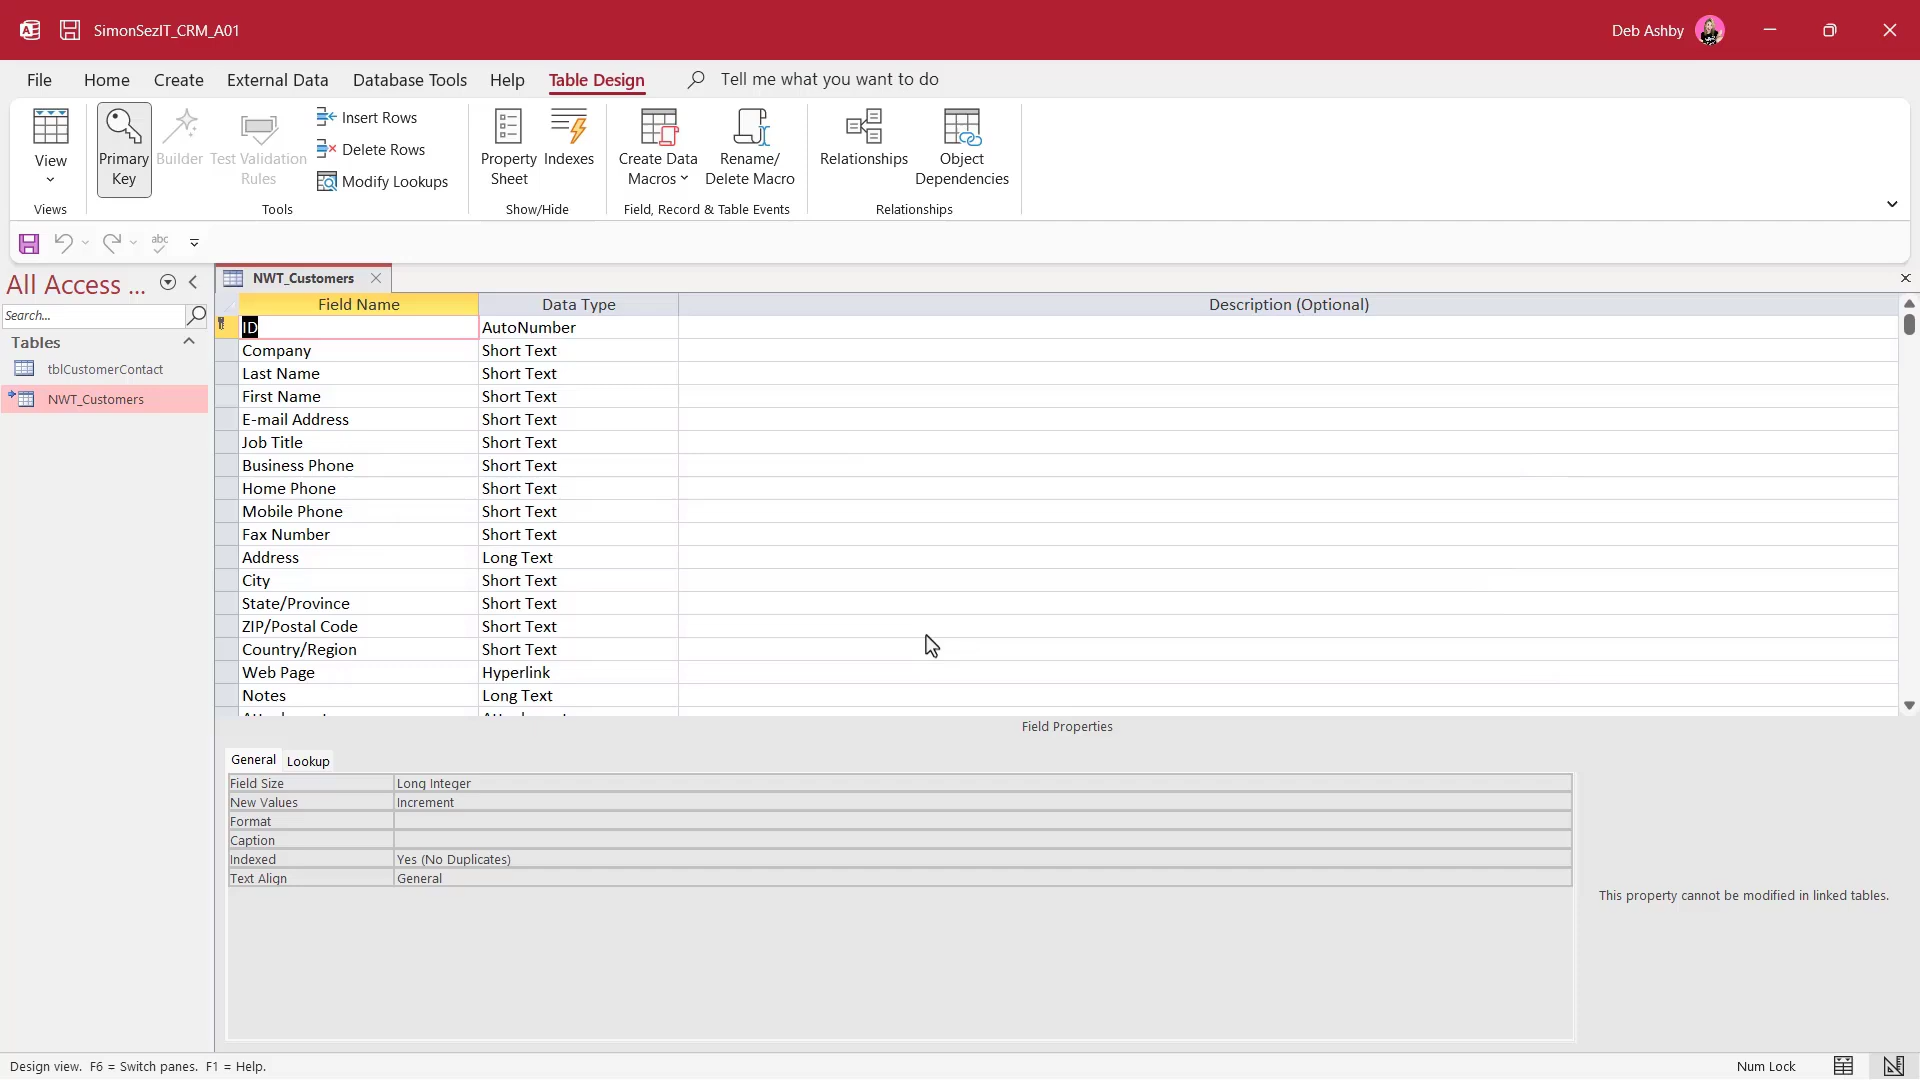 SimonSezIT_CRM_A01
Deb Ashby
File Home Create External Data Database Tools Help Table Design Tell me what you want to do
View
Primary Key
Builder
Test Validation Rules
Insert Rows
Delete Rows
Modify Lookups
Property Sheet
Indexes
Create Data Macros
Rename/ Delete Macro
Relationships
Object Dependencies
Views
Tools
Show/Hide
Field, Record & Table Events
Relationships
abc
All Access ...
Search...
Tables
tblCustomerContact
NWT_Customers
NWT_Customers
Field Name Data Type Description (Optional)
ID AutoNumber
Company Short Text
Last Name Short Text
First Name Short Text
E-mail Address Short Text
Job Title Short Text
Business Phone Short Text
Home Phone Short Text
Mobile Phone Short Text
Fax Number Short Text
Address Long Text
City Short Text
State/Province Short Text
ZIP/Postal Code Short Text
Country/Region Short Text
Web Page Hyperlink
Notes Long Text
Field Properties
General Lookup
Field Size Long Integer
New Values Increment
Format
Caption
Indexed Yes (No Duplicates)
Text Align General
This property cannot be modified in linked tables.
Design view. F6 = Switch panes. F1 = Help.
Num Lock